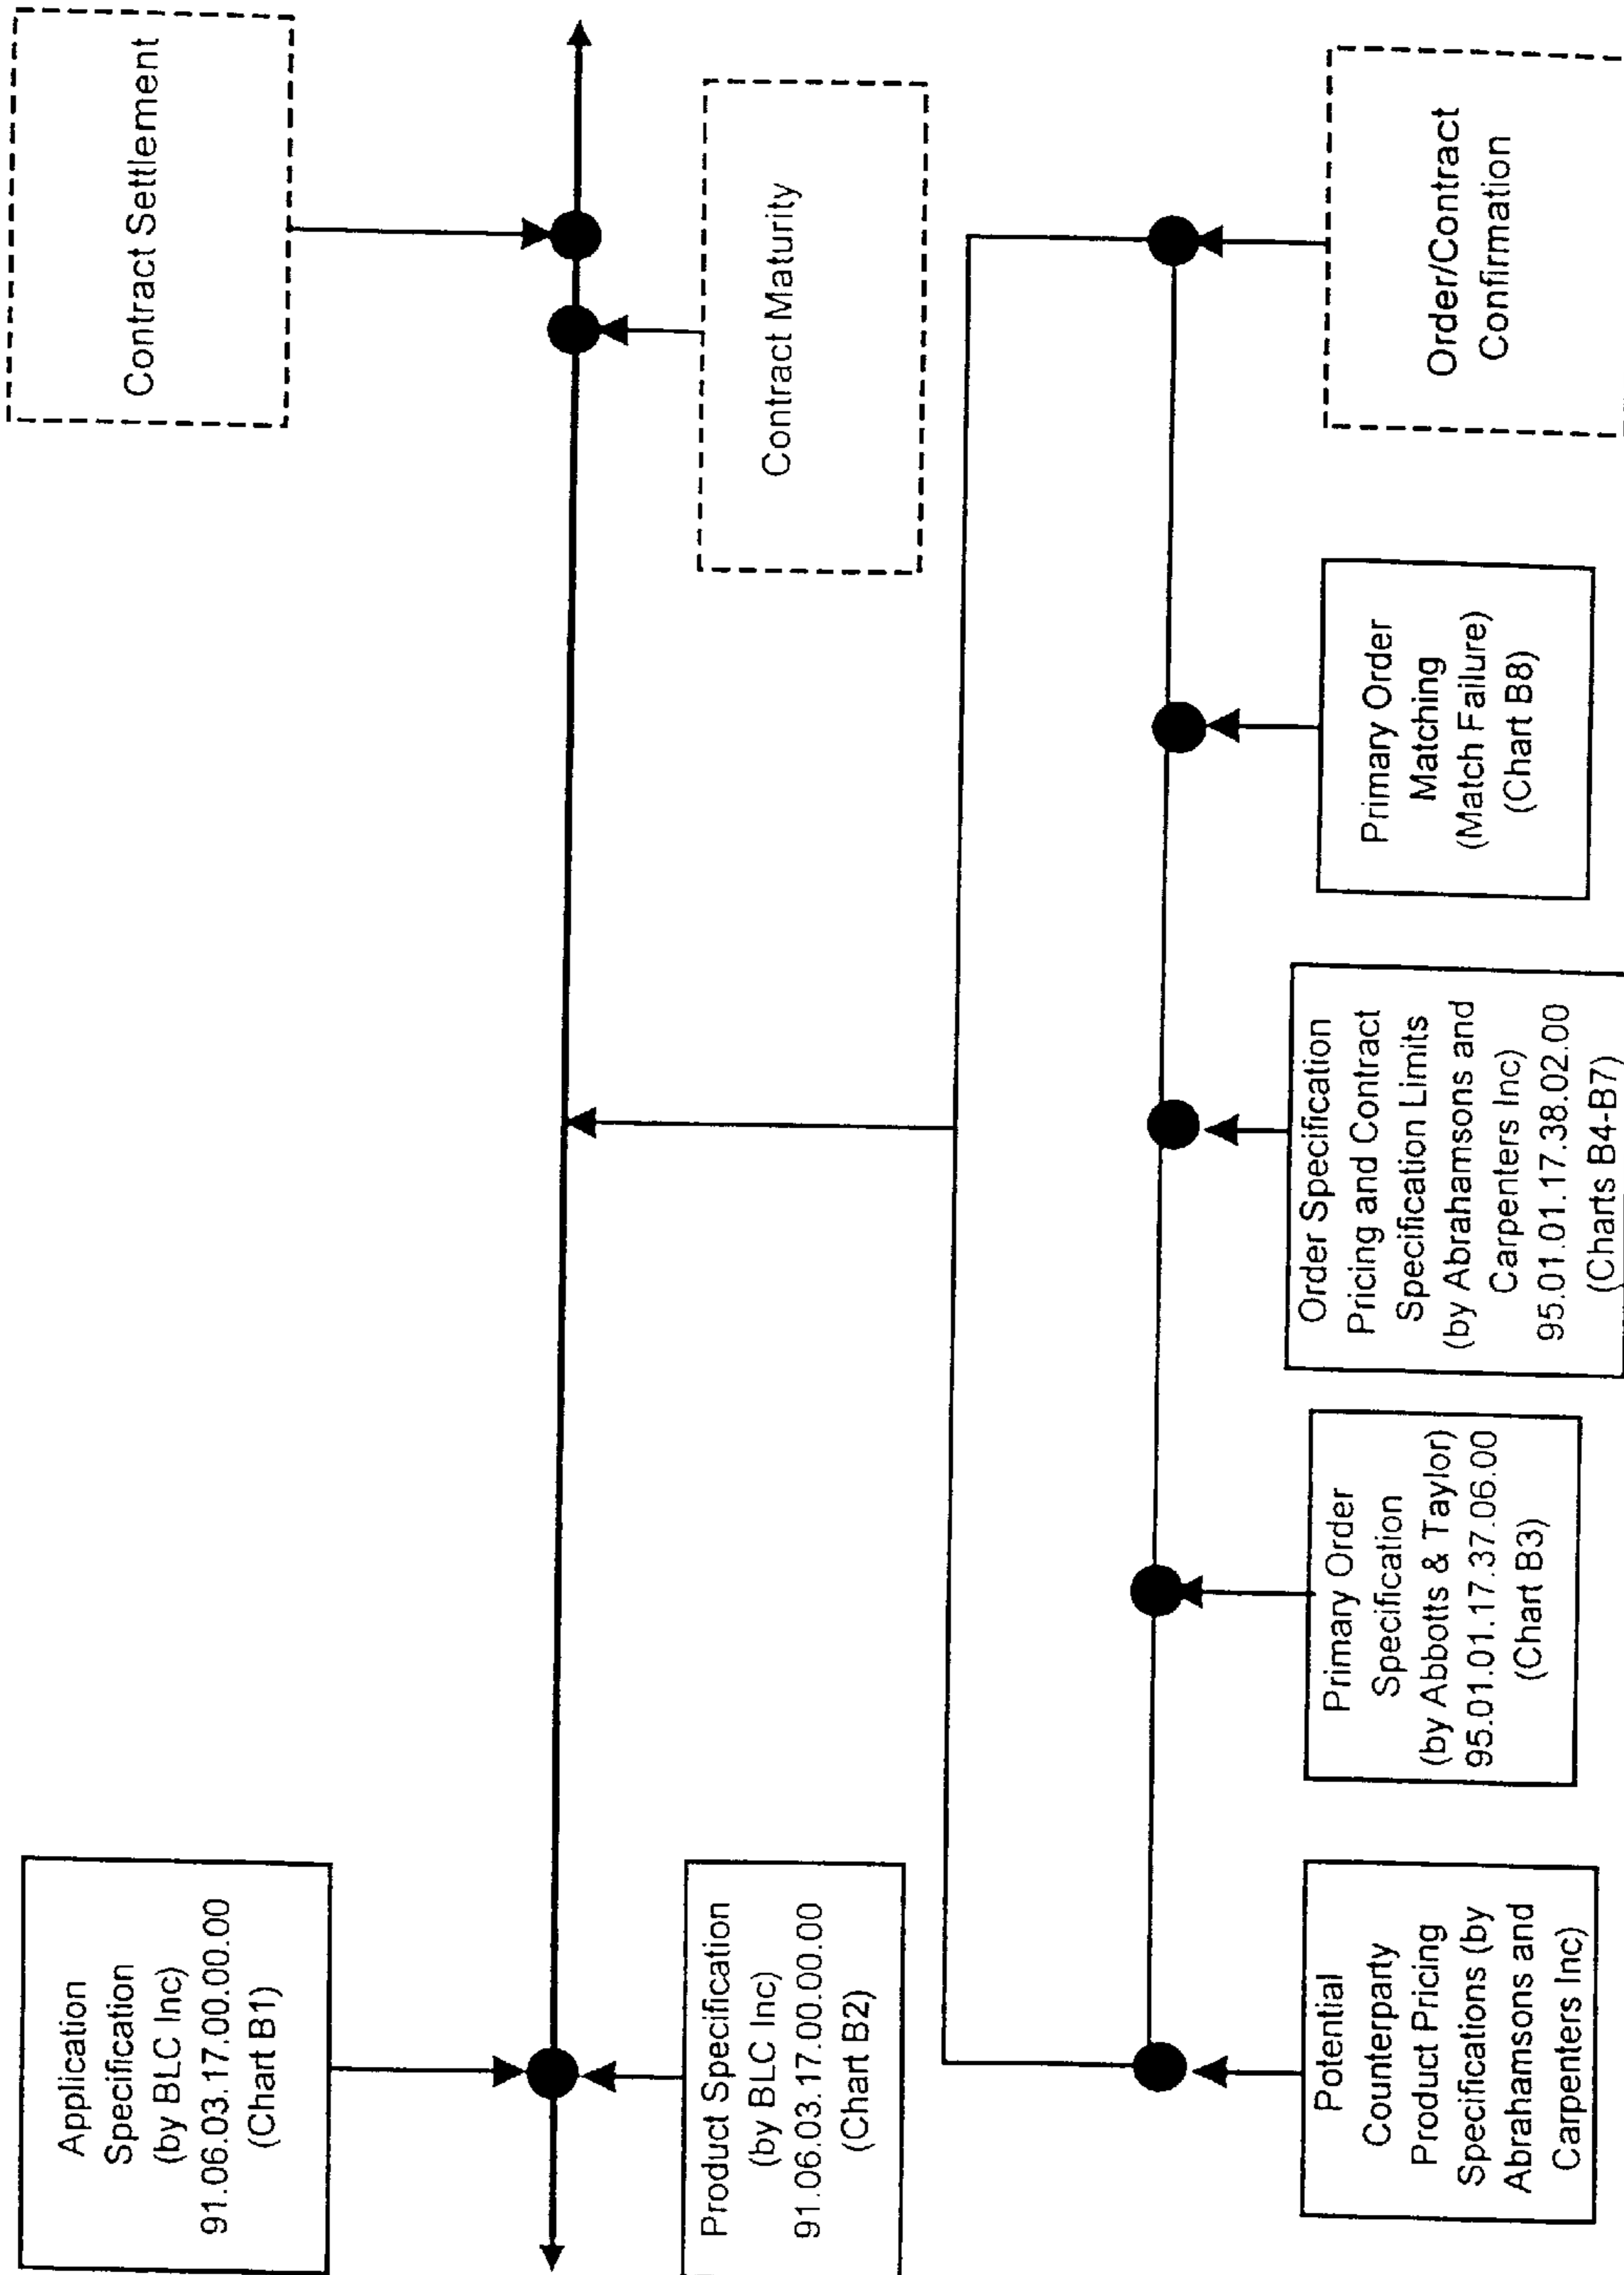 Application
Specification
(by BLC Inc)
91.06.03.17.00.00.00
(Chart B1)
Contract Settlement
Product Specification
(by BLC Inc)
91.06.03.17.00.00.00
(Chart B2)
Contract Maturity
Potential
Counterparty
Product Pricing
Specifications (by
Abrahamsons and
Carpenters Inc)
Primary Order
Specification
(by Abbotts & Taylor)
95.01.01.17.37.06.00
(Chart B3)
Order Specification
Pricing and Contract
Specification Limits
(by Abrahamsons and
Carpenters Inc)
95.01.01.17.38.02.00
(Charts B4-B7)
Primary Order
Matching
(Match Failure)
(Chart B8)
Order/Contract
Confirmation